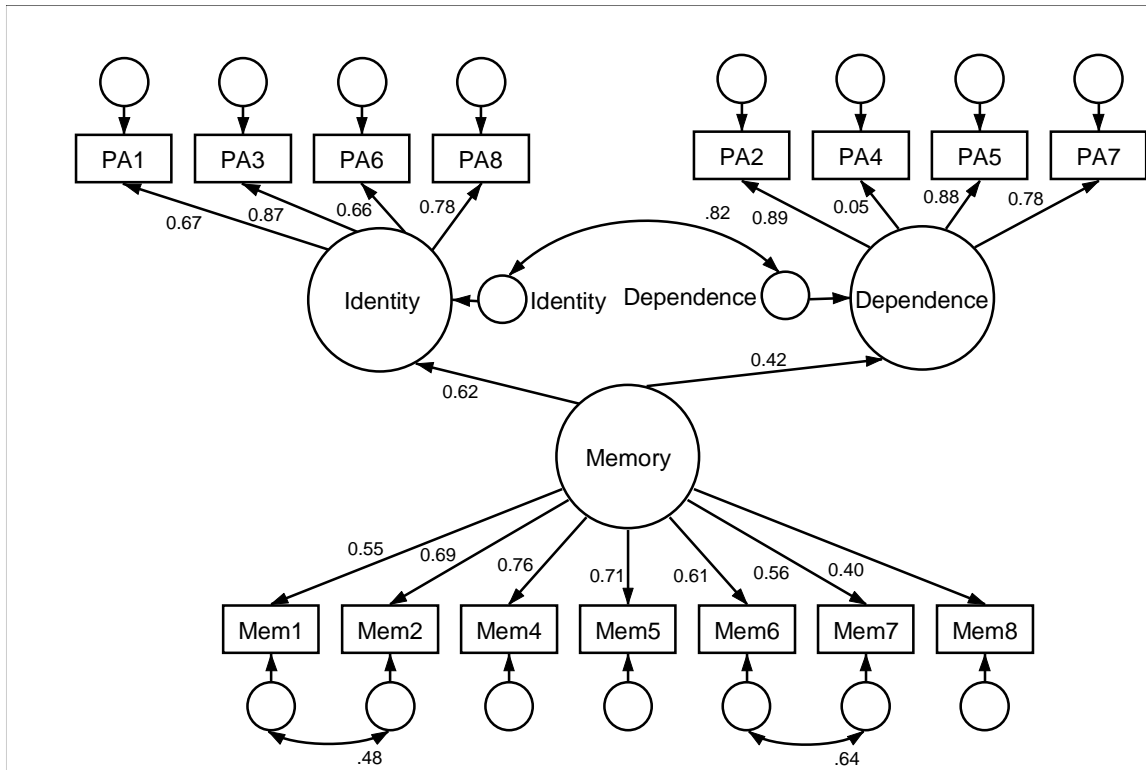 PA1 PA3 PA6 PA8 PA2 PA4 PA5 PA7
0.67 0.87 0.66 0.78 .82 0.89 0.05 0.88 0.78
Identity Identity Dependence Dependence
0.62 0.42
Memory
0.55 0.69 0.76 0.71 0.61 0.56 0.40
Mem1 Mem2 Mem4 Mem5 Mem6 Mem7 Mem8
.48 .64